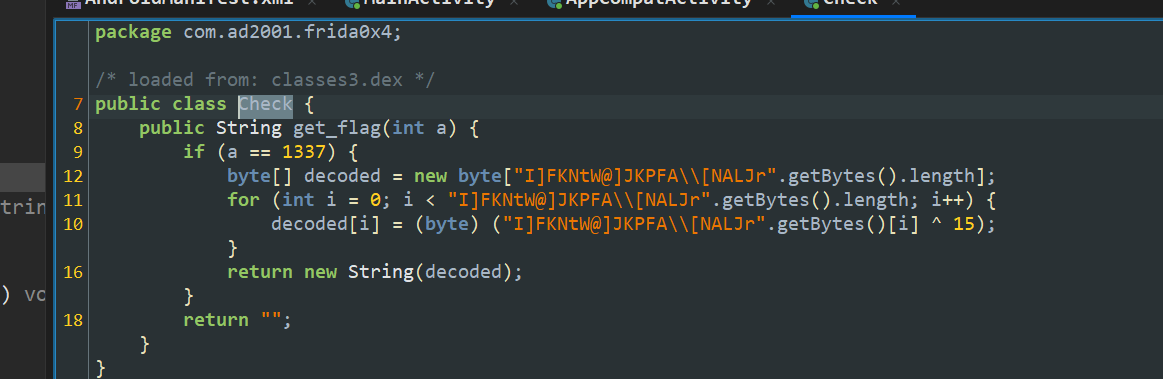 AndroidManifest.xml × MainActivity × AppCompatActivity × Check ×
package com.ad2001.frida0x4;
/* loaded from: classes3.dex */
7 public class Check {
8 public String get_flag(int a) {
9 if (a == 1337) {
12 byte[] decoded = new byte["I]FKNtW@]JKPFA\\[NALJr".getBytes().length];
11 for (int i = 0; i < "I]FKNtW@]JKPFA\\[NALJr".getBytes().length; i++) {
10 decoded[i] = (byte) ("I]FKNtW@]JKPFA\\[NALJr".getBytes()[i] ^ 15);
}
16 return new String(decoded);
}
18 return "";
}
}